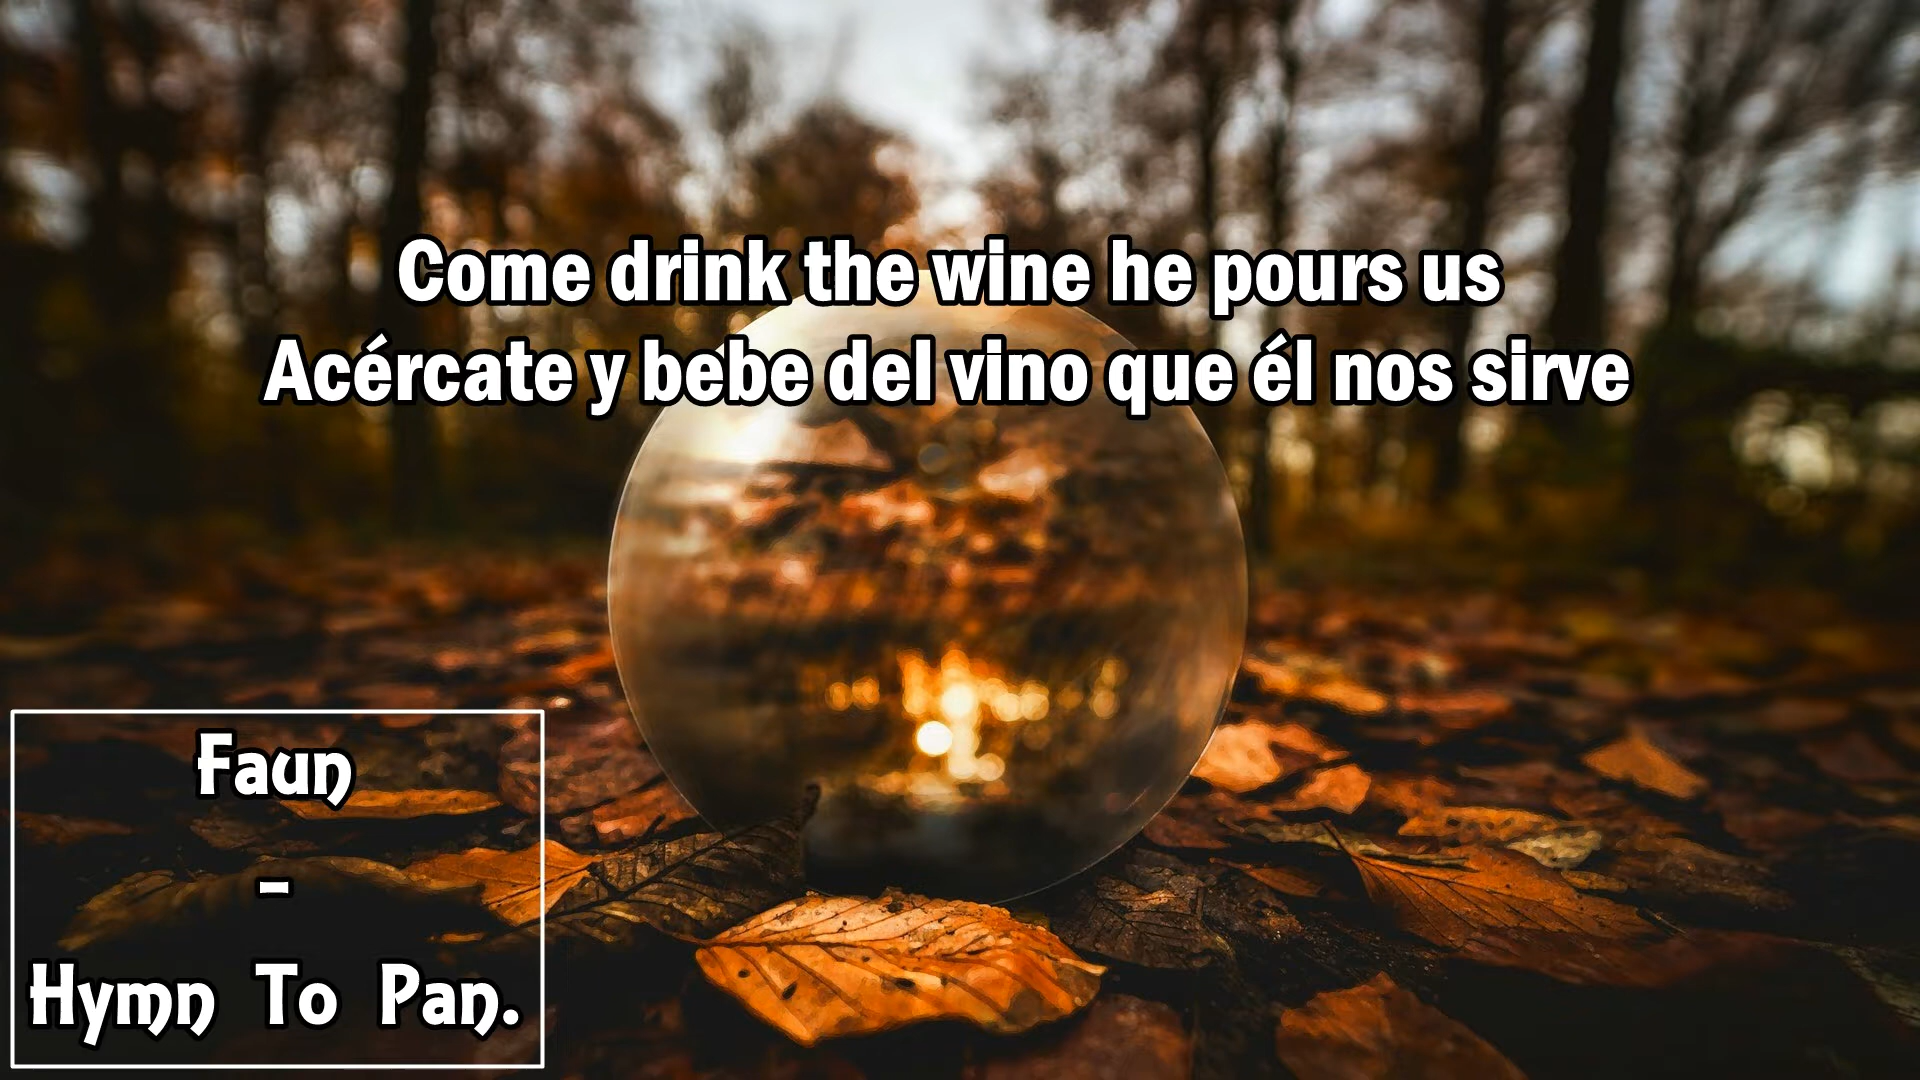 Come drink the wine he pours us
Acércate y bebe del vino que él nos sirve
Faun
-
Hymn To Pan.